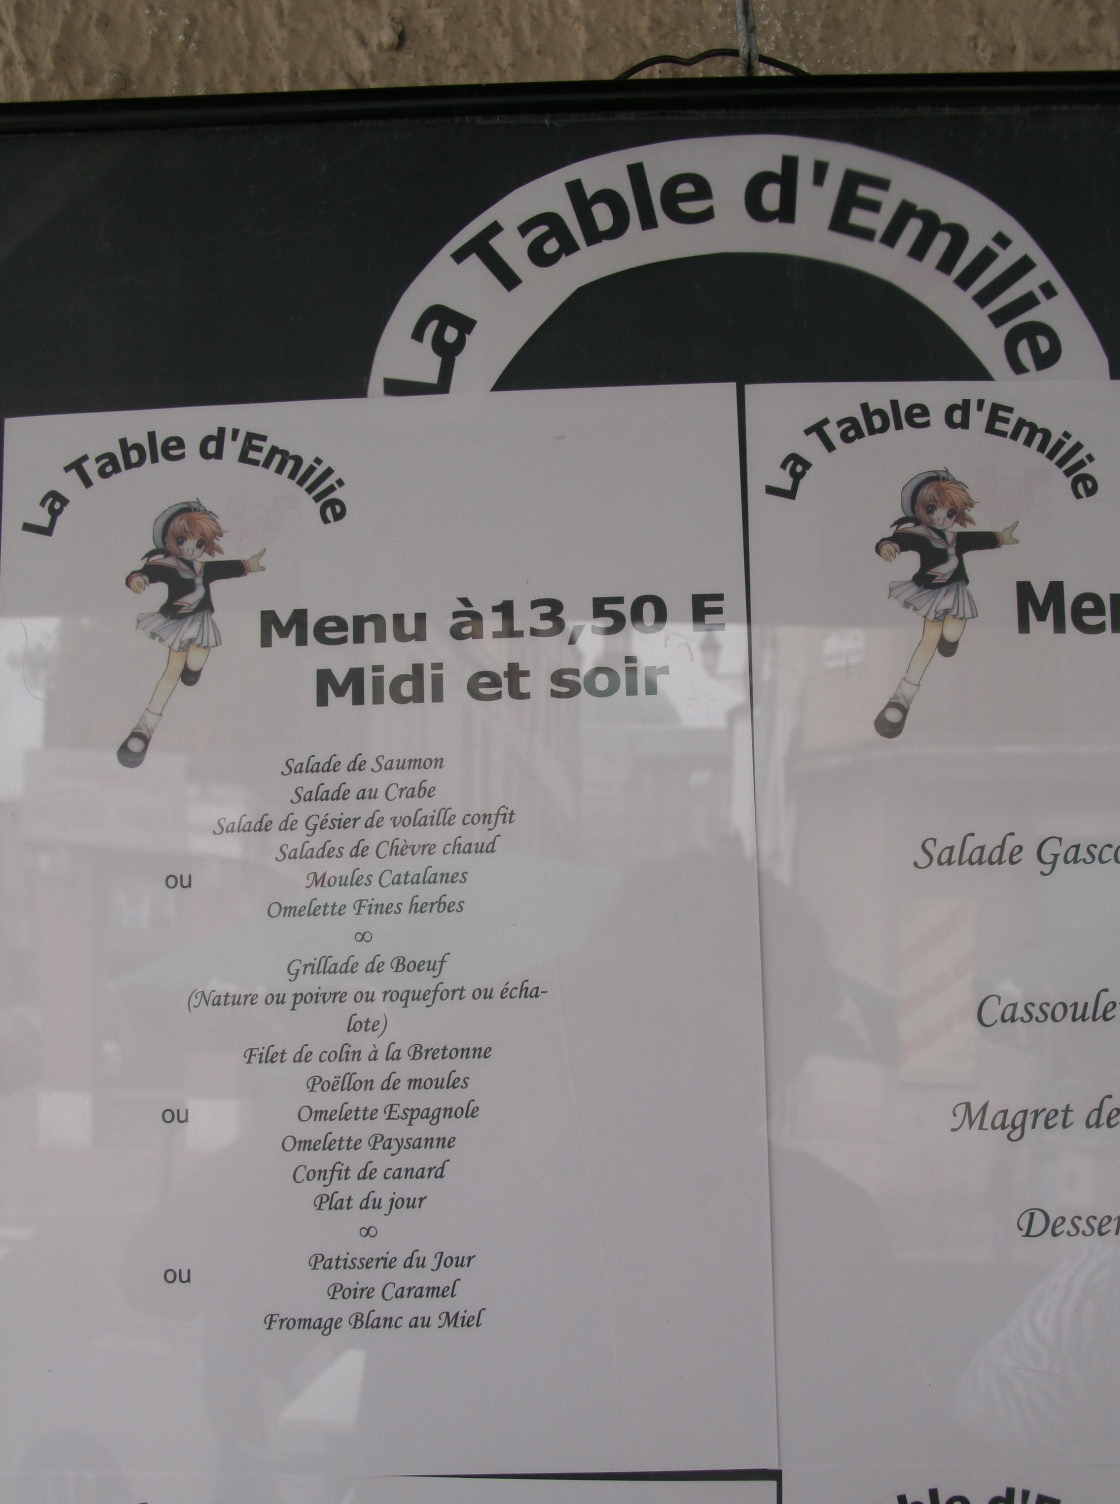 La Table d'Emilie
La Table d'Emilie
Menu à13,50 E
Midi et soir
Salade de Saumon
Salade au Crabe
Salade de Gésier de volaille confit
Salades de Chèvre chaud
ou Moules Catalanes
Omelette Fines herbes
∞
Grillade de Boeuf
(Nature ou poivre ou roquefort ou écha-
lote)
Filet de colin à la Bretonne
Poëllon de moules
ou Omelette Espagnole
Omelette Paysanne
Confit de canard
Plat du jour
∞
ou Patisserie du Jour
Poire Caramel
Fromage Blanc au Miel
La Table d'Emilie
Salade
Magret de